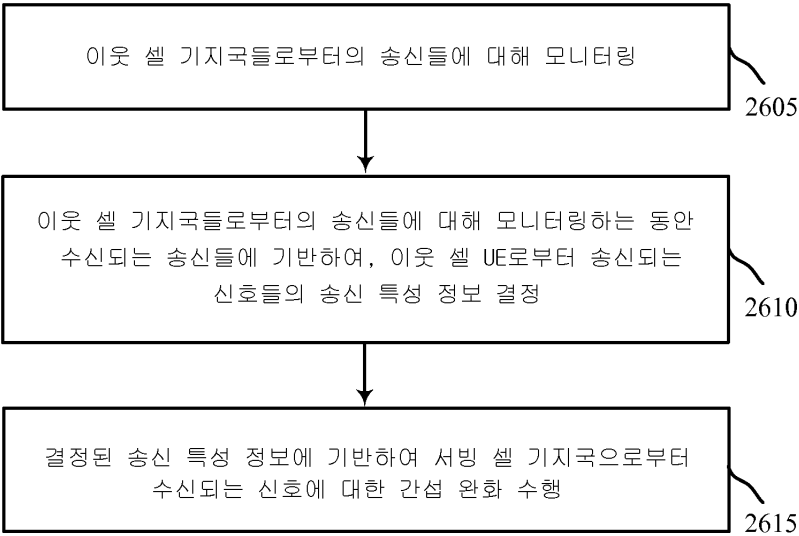 이웃 셀 기지국들로부터의 송신들에 대해 모니터링
2605
이웃 셀 기지국들로부터의 송신들에 대해 모니터링하는 동안
수신되는 송신들에 기반하여, 이웃 셀 UE로부터 송신되는
신호들의 송신 특성 정보 결정
2610
결정된 송신 특성 정보에 기반하여 서빙 셀 기지국으로부터
수신되는 신호에 대한 간섭 완화 수행
2615